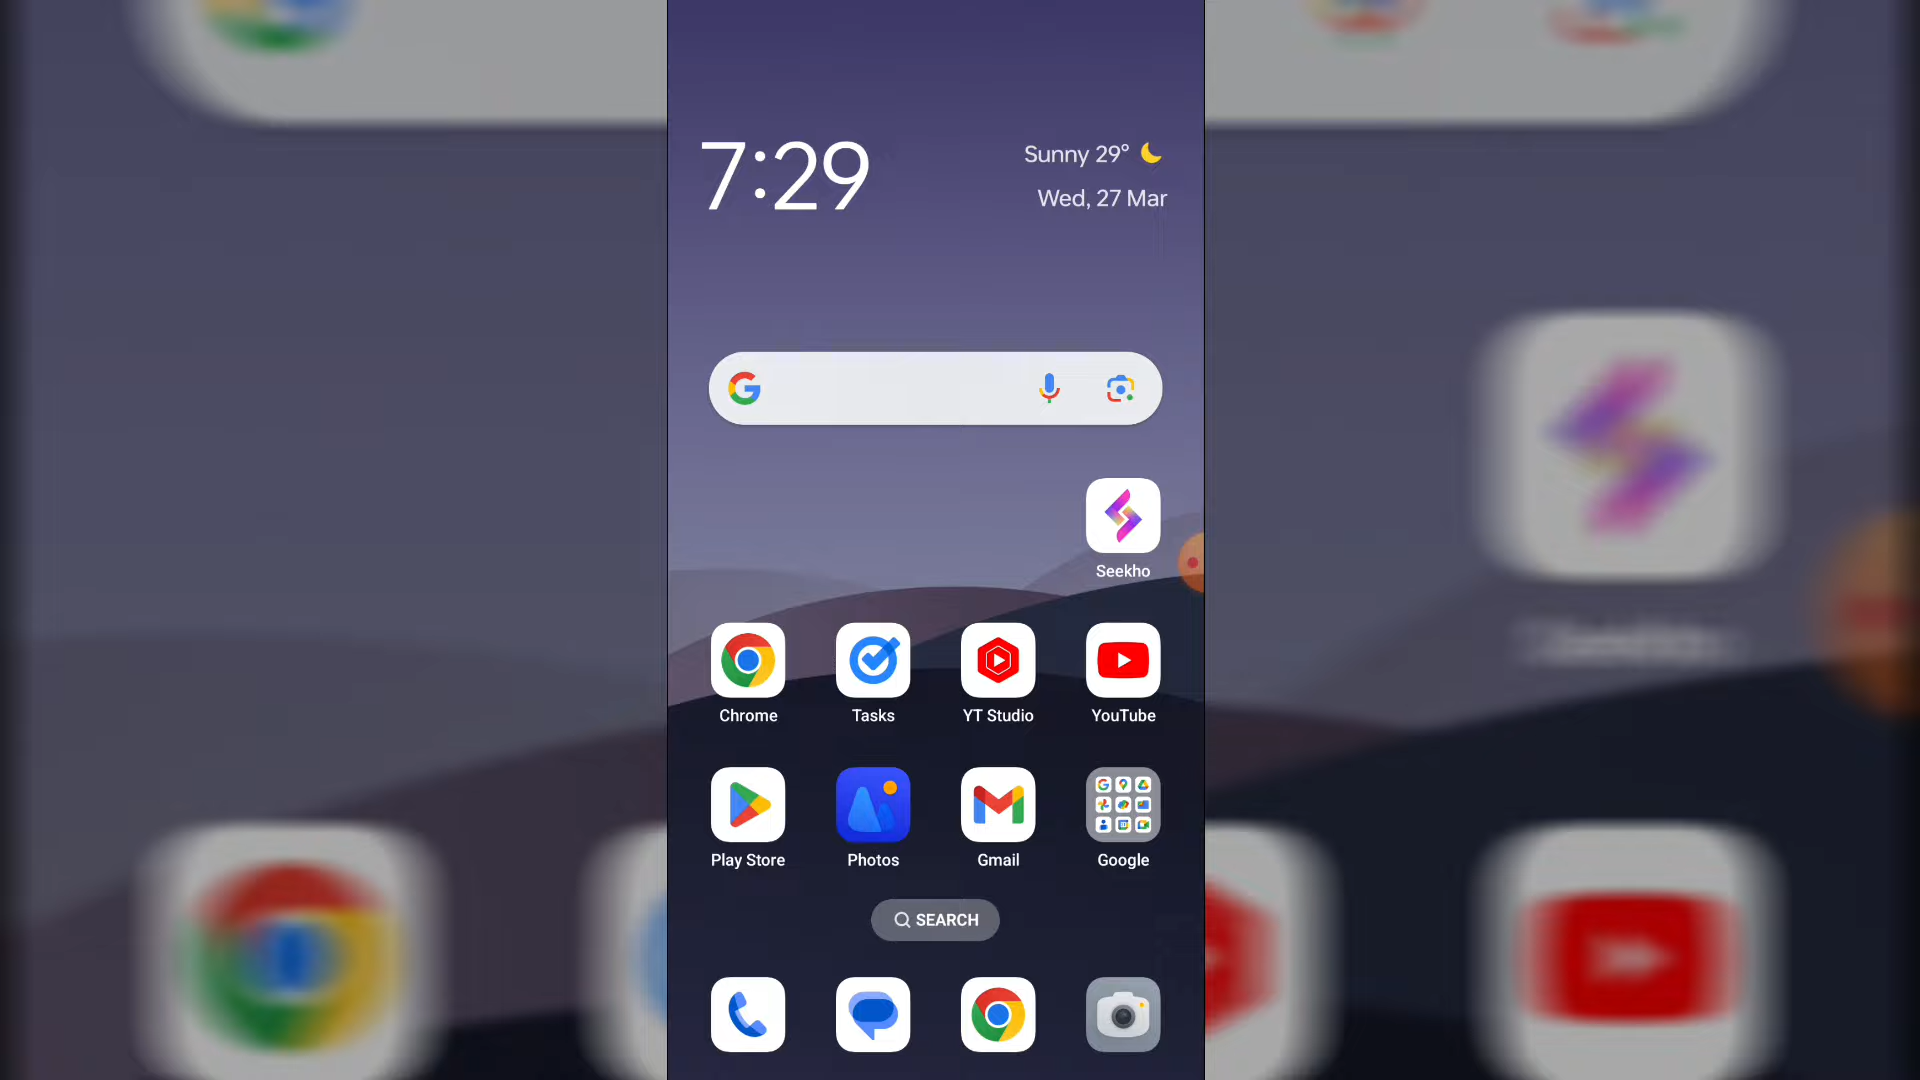 7:29
Sunny 29°
Wed, 27 Mar
Seekho
Chrome
Tasks
YT Studio
YouTube
Play Store
Photos
Gmail
Google
SEARCH